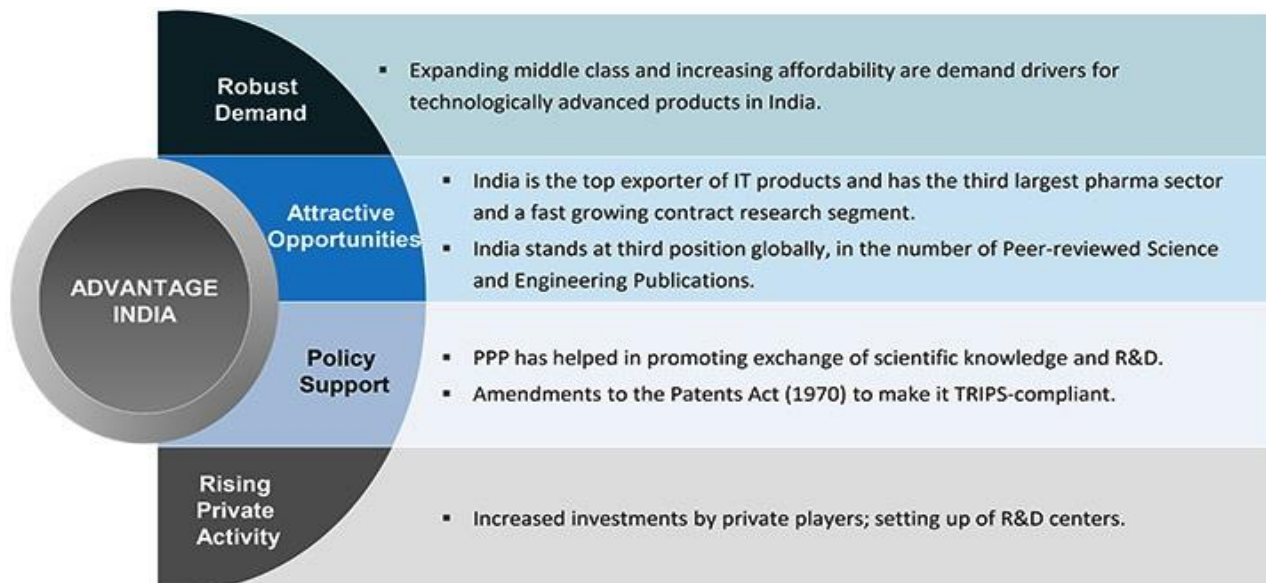 Robust
Demand
▪ Expanding middle class and increasing affordability are demand drivers for
technologically advanced products in India.
ADVANTAGE
INDIA
Attractive
Opportunities
▪ India is the top exporter of IT products and has the third largest pharma sector
and a fast growing contract research segment.
▪ India stands at third position globally, in the number of Peer-reviewed Science
and Engineering Publications.
Policy
Support
▪ PPP has helped in promoting exchange of scientific knowledge and R&D.
▪ Amendments to the Patents Act (1970) to make it TRIPS-compliant.
Rising
Private
Activity
▪ Increased investments by private players; setting up of R&D centers.